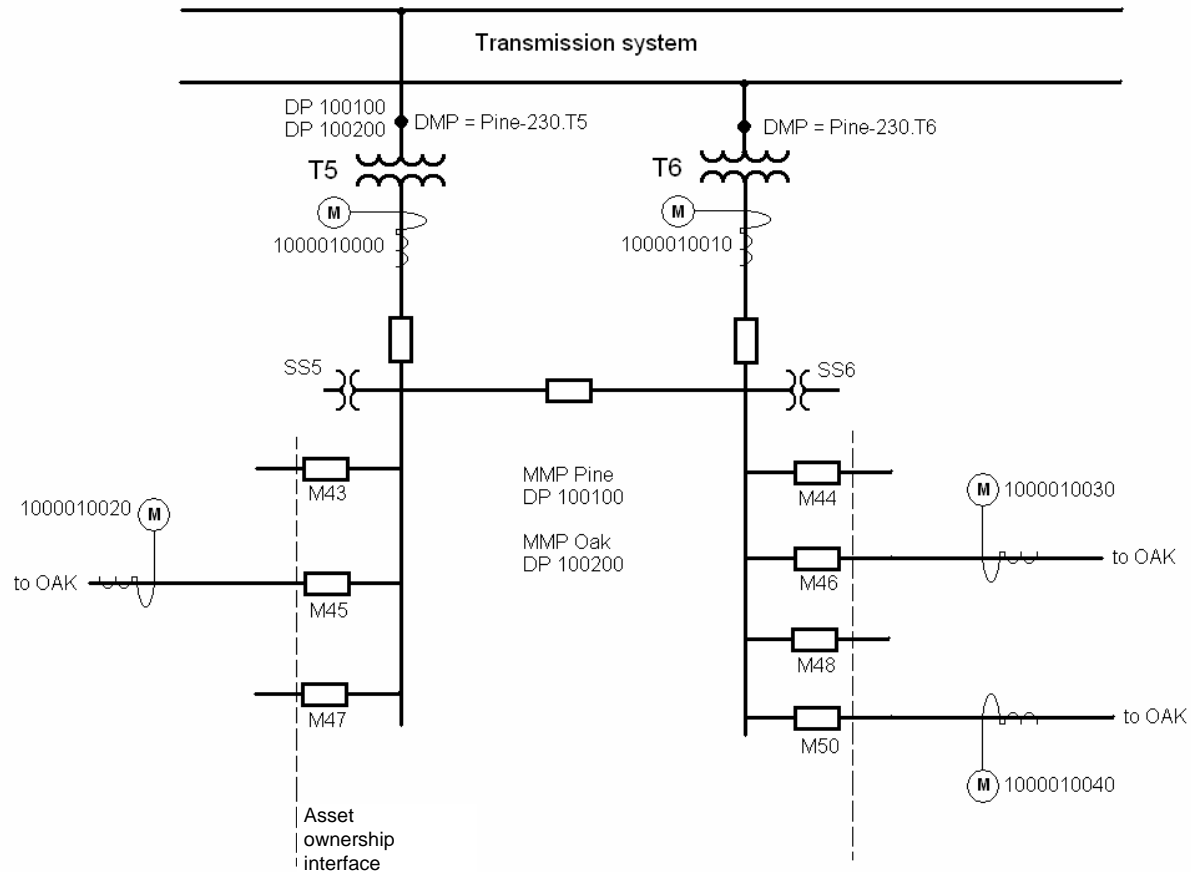 Transmission system
DP 100100
DP 100200
DMP = Pine-230.T5
DMP = Pine-230.T6
T5
T6
M
1000010000
M
1000010010
SS5
SS6
M43
M44
MMP Pine
DP 100100
MMP Oak
DP 100200
1000010020
M
M
1000010030
to OAK
M45
M46
to OAK
M48
M47
M50
to OAK
M
1000010040
Asset
ownership
interface